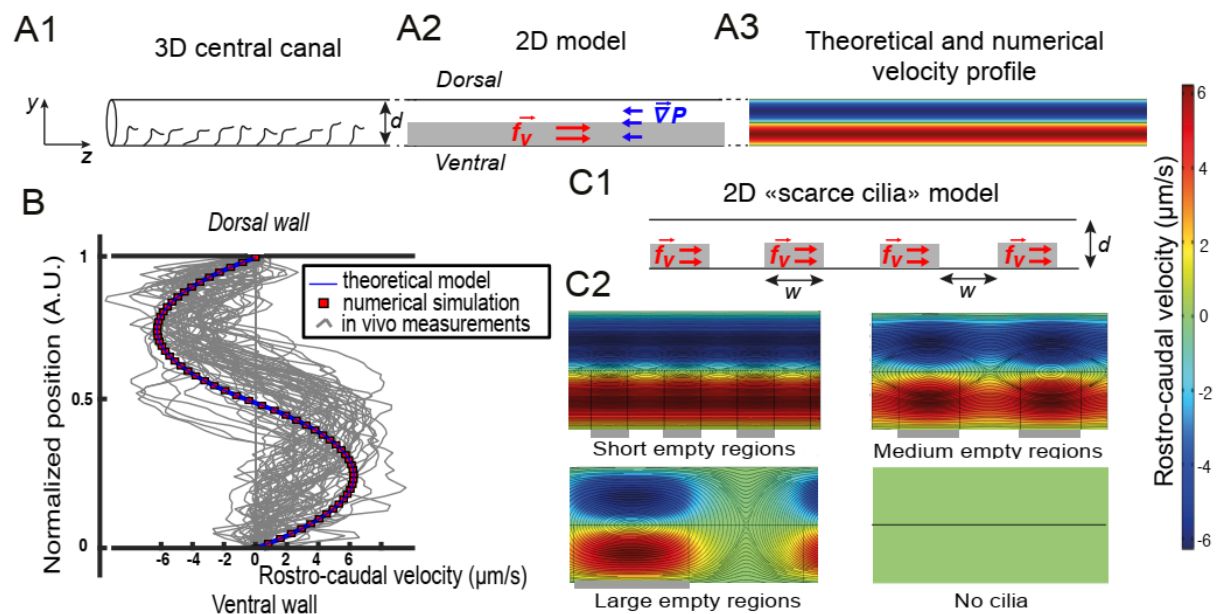 A1
3D central canal
y
z
d
A2
2D model
Dorsal
f_V
∇P
Ventral
A3
Theoretical and numerical
velocity profile
6
4
2
0
-2
-4
-6
Rostro-caudal velocity (µm/s)
B
Dorsal wall
1
0.5
0
Normalized position (A.U.)
theoretical model
numerical simulation
in vivo measurements
-6 -4 -2 0 2 4 6
Rostro-caudal velocity (µm/s)
Ventral wall
C1
2D «scarce cilia» model
f_V f_V f_V f_V
d
w w
C2
Short empty regions
Medium empty regions
Large empty regions
No cilia